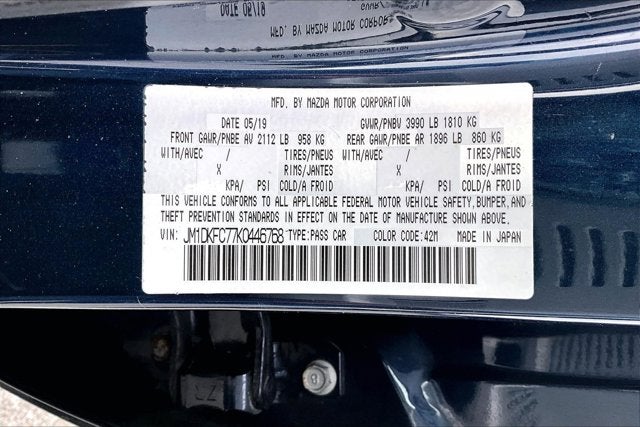 MFD. BY MAZDA MOTOR CORPORATION
DATE 05/19 GVWR/PNBV 3990 LB 1810 KG
FRONT GAWR/PNBE AV 2112 LB 958 KG REAR GAWR/PNBE AR 1896 LB 860 KG
WITH/AVEC / TIRES/PNEUS WITH/AVEC / TIRES/PNEUS
X RIMS/JANTES X RIMS/JANTES
KPA/ PSI COLD/A FROID KPA/ PSI COLD/A FROID
THIS VEHICLE CONFORMS TO ALL APPLICABLE FEDERAL MOTOR VEHICLE SAFETY, BUMPER, AND
THEFT PREVENTION STANDARDS IN EFFECT ON THE DATE OF MANUFACTURE SHOWN ABOVE.
VIN: JM1DKFC77K0446768 TYPE:PASS CAR COLOR CODE:42M MADE IN JAPAN